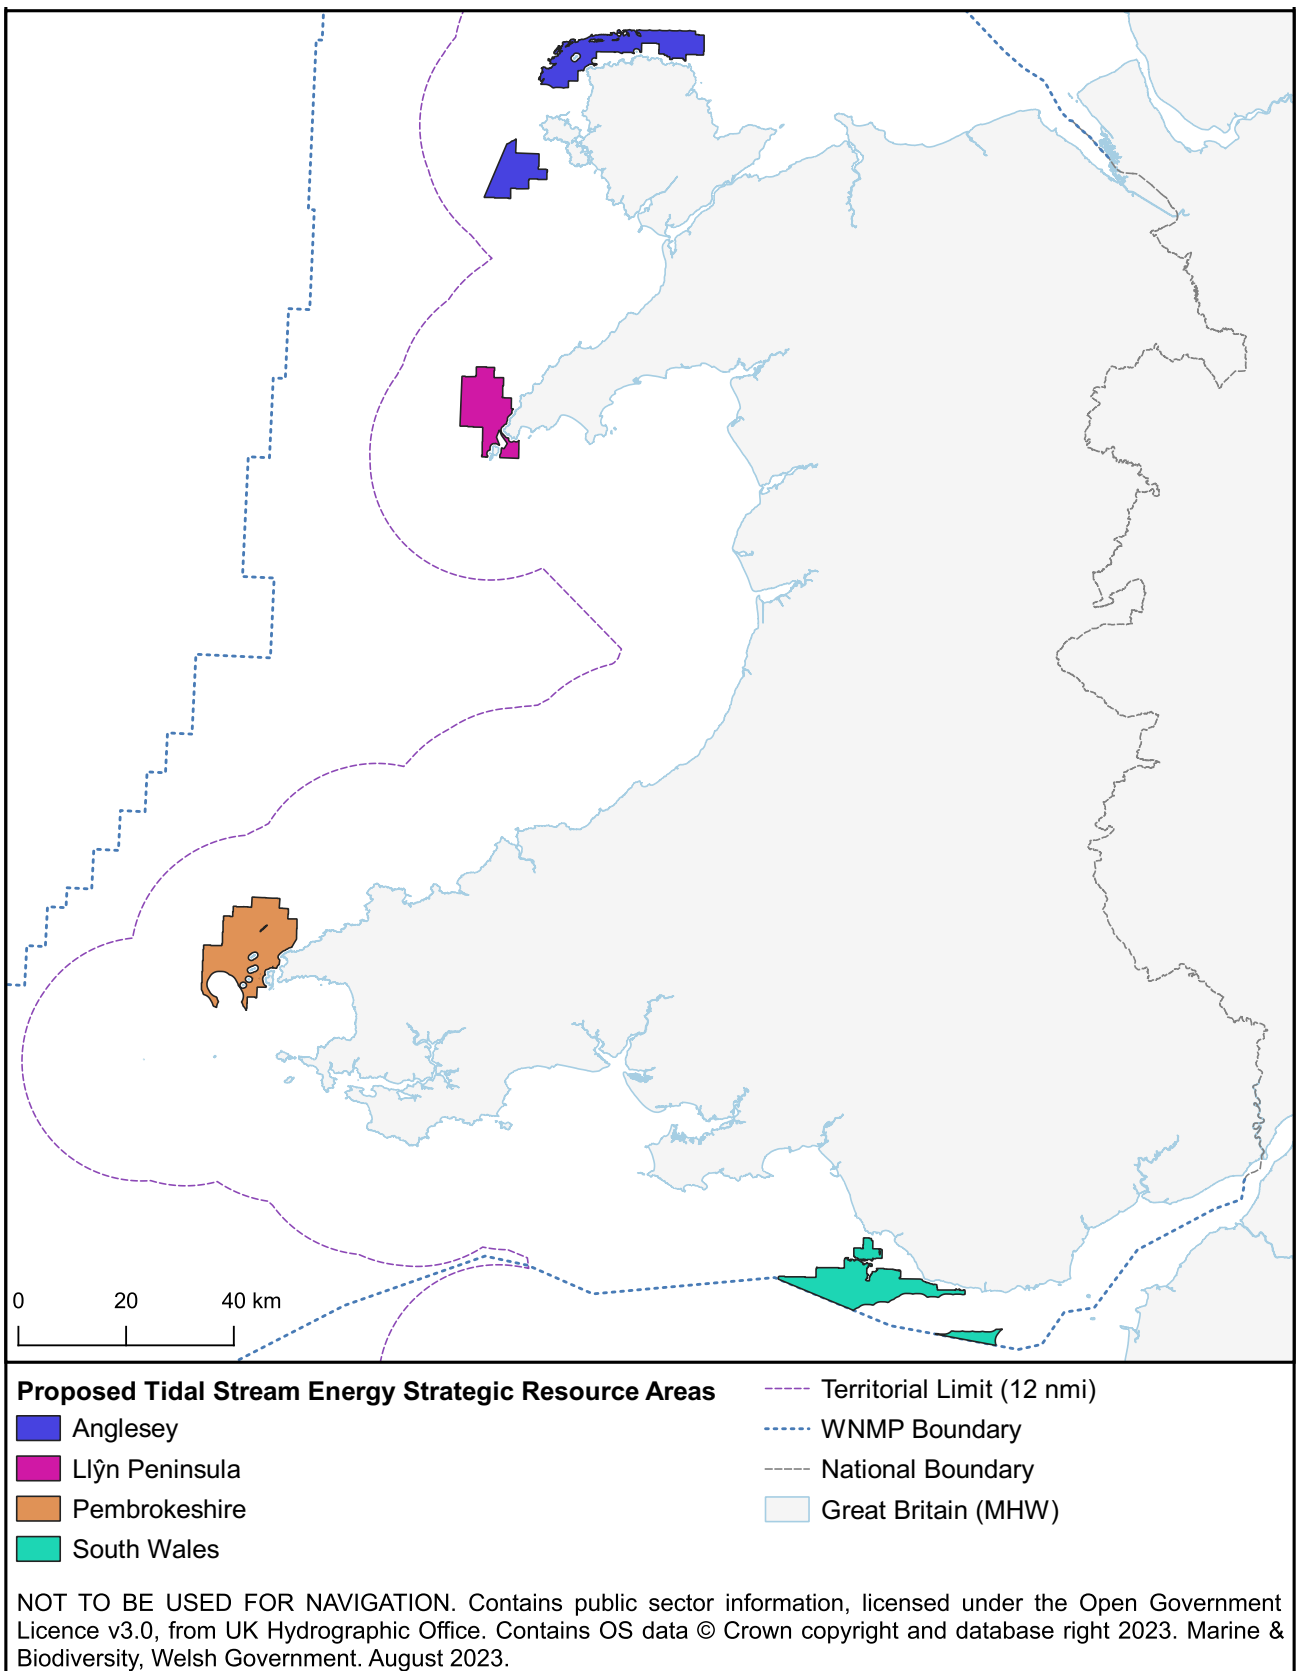 0 20 40 km
Proposed Tidal Stream Energy Strategic Resource Areas
Anglesey
Llŷn Peninsula
Pembrokeshire
South Wales
Territorial Limit (12 nmi)
WNMP Boundary
National Boundary
Great Britain (MHW)
NOT TO BE USED FOR NAVIGATION. Contains public sector information, licensed under the Open Government
Licence v3.0, from UK Hydrographic Office. Contains OS data © Crown copyright and database right 2023. Marine &
Biodiversity, Welsh Government. August 2023.